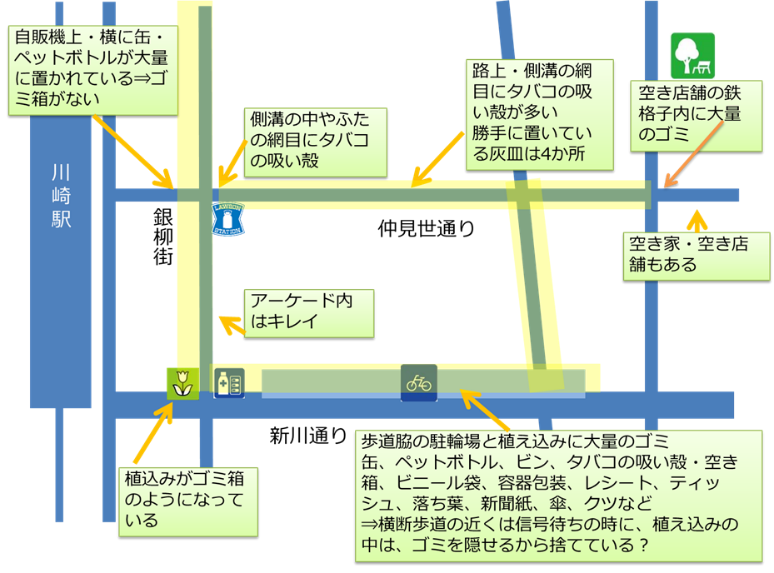 自販機上・横に缶・
ペットボトルが大量
に置かれている⇒ゴ
ミ箱がない
側溝の中やふた
の網目にタバコ
の吸い殻
路上・側溝の網
目にタバコの吸
い殻が多い
勝手に置いてい
る灰皿は4か所
空き店舗の鉄
格子内に大量
のゴミ
川崎駅
銀柳街
LAWSON
STATION
仲見世通り
空き家・空き店
舗もある
アーケード内
はキレイ
新川通り
植込みがゴミ箱
のようになって
いる
歩道脇の駐輪場と植え込みに大量のゴミ
缶、ペットボトル、ビン、タバコの吸い殻・空き
箱、ビニール袋、容器包装、レシート、ティッ
シュ、落ち葉、新聞紙、傘、クツなど
⇒横断歩道の近くは信号待ちの時に、植え込みの
中は、ゴミを隠せるから捨てている？